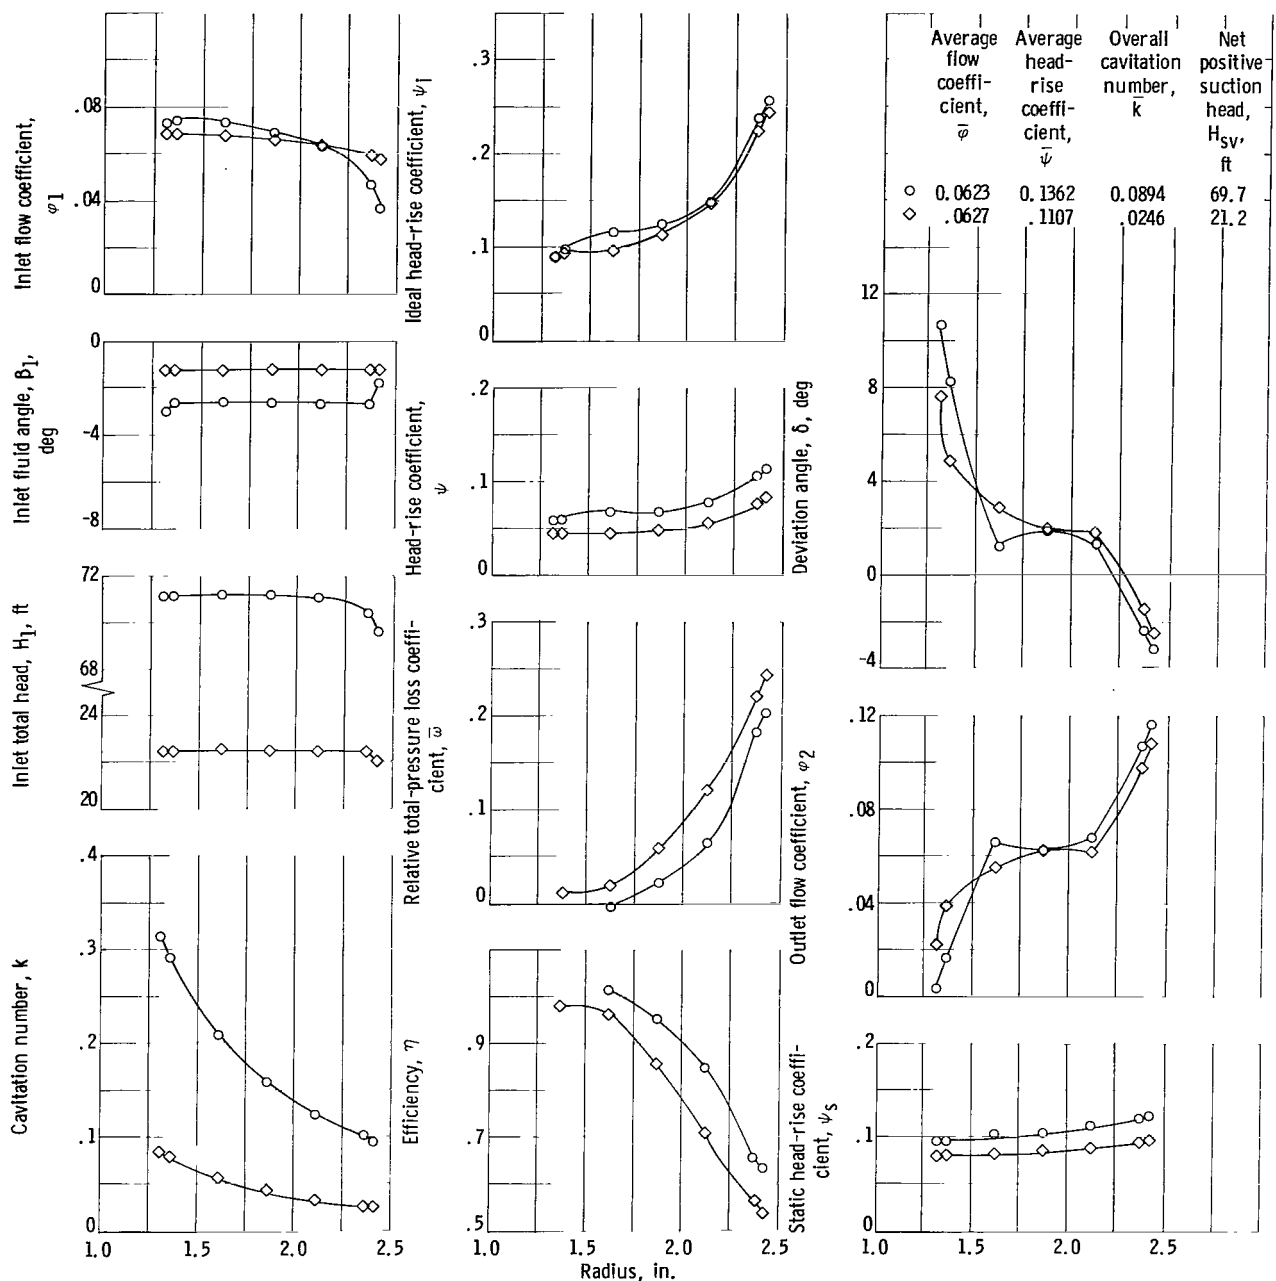 Inlet flow coefficient,
φ1
.08
.04
0
Inlet fluid angle, β1,
deg
0
-4
-8
Inlet total head, H1, ft
72
68
24
20
Cavitation number, k
.4
.3
.2
.1
0
1.0
1.5
2.0
2.5
Ideal head-rise coefficient, ψ1
.3
.2
.1
0
Head-rise coefficient,
ψ
.2
.1
0
Relative total-pressure loss coeffi-
cient, ω̅
.3
.2
.1
0
Efficiency, η
.9
.7
.5
1.0
1.5
2.0
2.5
Radius, in.
Average
flow
coeffi-
cient,
φ̅
Average
head-
rise
coeffi-
cient,
ψ̅
Overall
cavitation
number,
k̅
Net
positive
suction
head,
Hsv,
ft
○ 0.0623 0.1362 0.0894 69.7
◇ .0627 .1107 .0246 21.2
Deviation angle, δ, deg
12
8
4
0
-4
Outlet flow coefficient, φ2
0.12
.08
.04
0
Static head-rise coeffi-
cient, ψs
0.2
.1
0
1.0
1.5
2.0
2.5